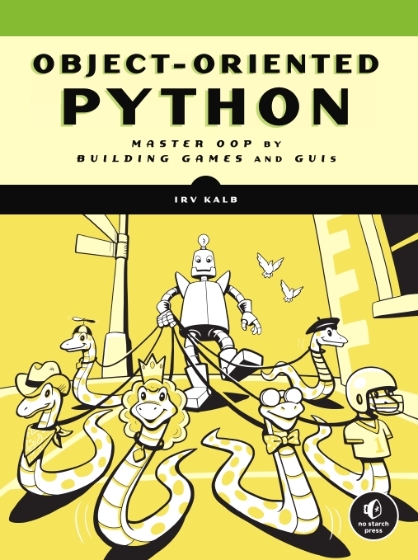 OBJECT-ORIENTED
PYTHON
MASTER OOP BY
BUILDING GAMES AND GUIs
IRV KALB
no starch
press